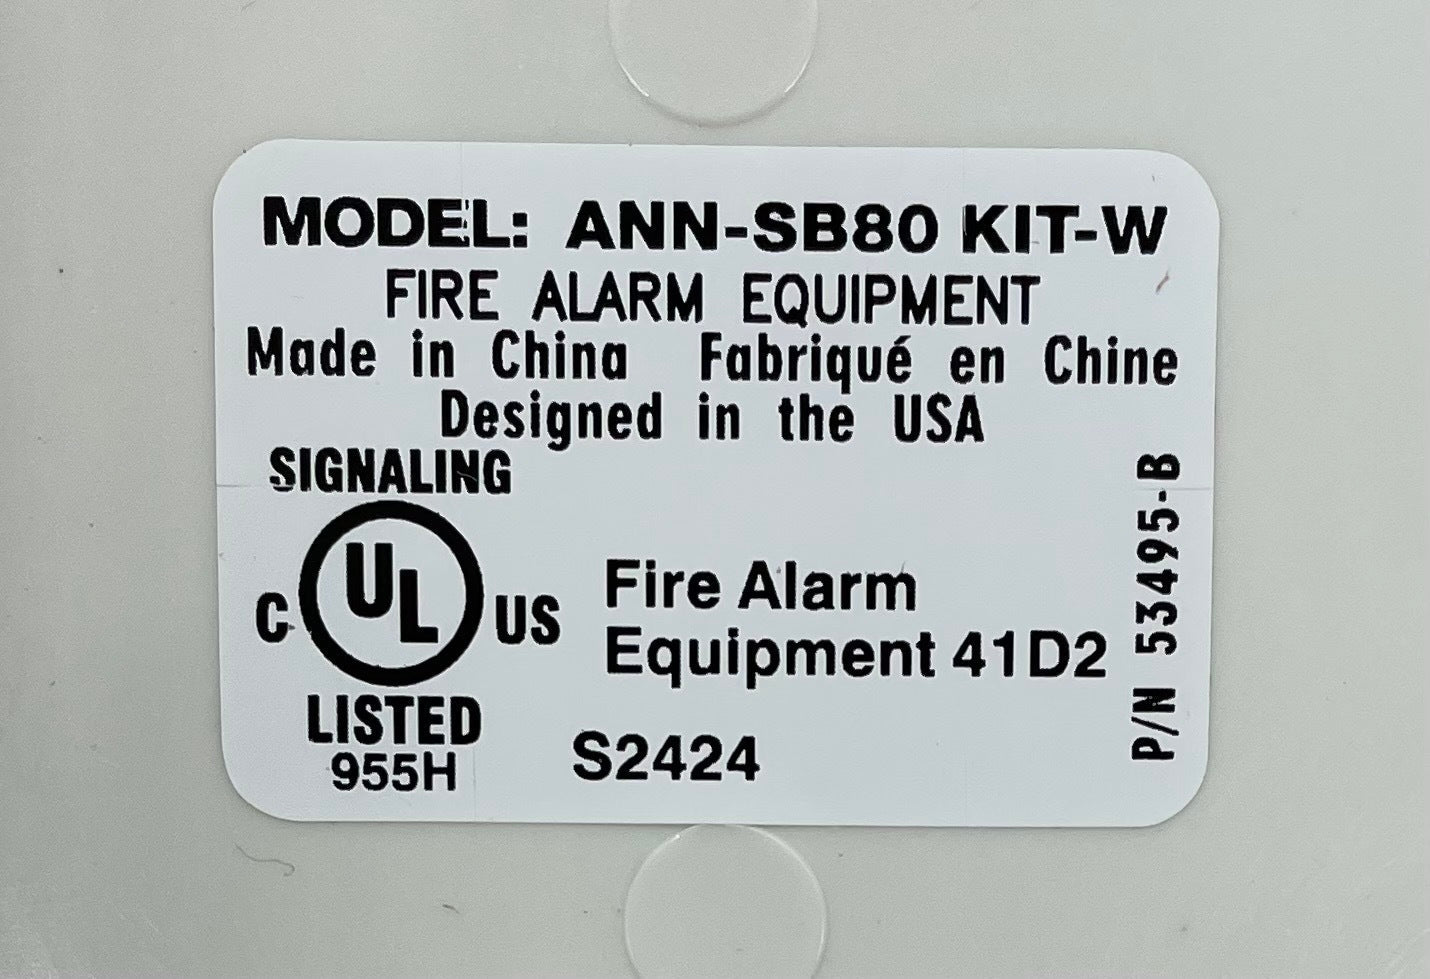 MODEL: ANN-SB80 KIT-W
FIRE ALARM EQUIPMENT
Made in China Fabriqué en Chine
Designed in the USA
SIGNALING
C UL US
LISTED
955H
Fire Alarm
Equipment 41D2
S2424
P/N 53495-B